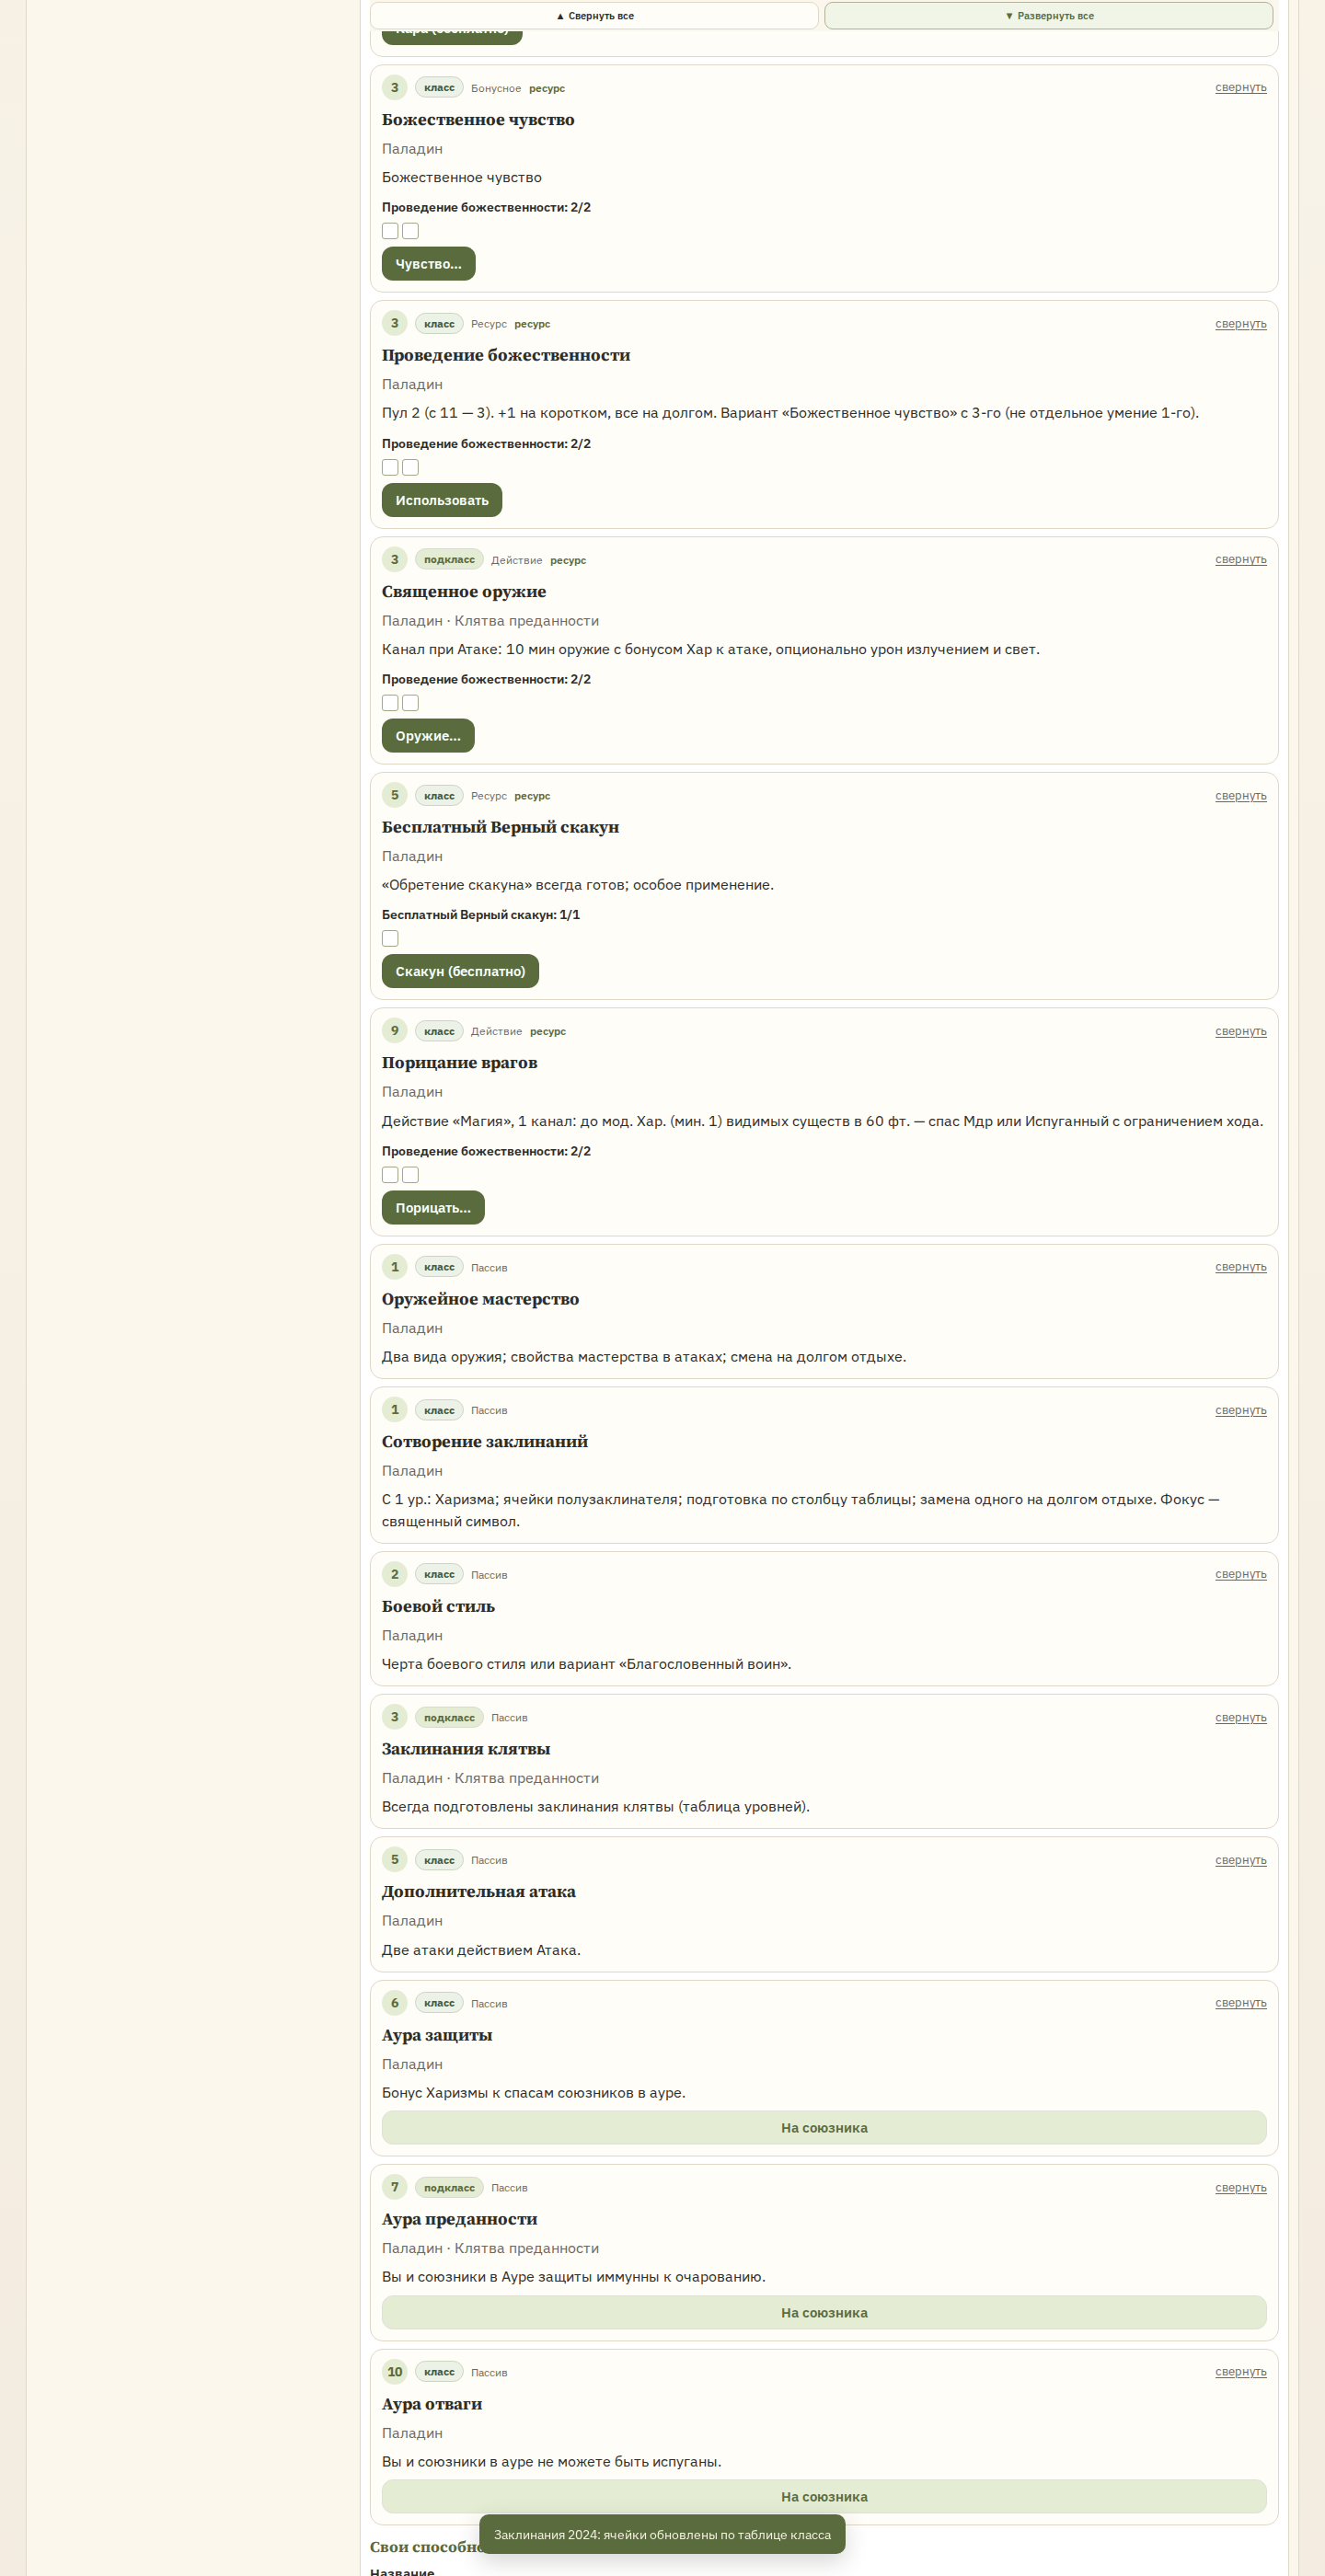 ▲ Свернуть все
▼ Развернуть все
3 класс Бонусное ресурс свернуть
Божественное чувство
Паладин
Божественное чувство
Проведение божественности: 2/2
Чувство...
3 класс Ресурс ресурс свернуть
Проведение божественности
Паладин
Пул 2 (с 11 — 3). +1 на коротком, все на долгом. Вариант «Божественное чувство» с 3-го (не отдельное умение 1-го).
Проведение божественности: 2/2
Использовать
3 подкласс Действие ресурс свернуть
Священное оружие
Паладин · Клятва преданности
Канал при Атаке: 10 мин оружие с бонусом Хар к атаке, опционально урон излучением и свет.
Проведение божественности: 2/2
Оружие...
5 класс Ресурс ресурс свернуть
Бесплатный Верный скакун
Паладин
«Обретение скакуна» всегда готов; особое применение.
Бесплатный Верный скакун: 1/1
Скакун (бесплатно)
9 класс Действие ресурс свернуть
Порицание врагов
Паладин
Действие «Магия», 1 канал: до мод. Хар. (мин. 1) видимых существ в 60 фт. — спас Мдр или Испуганный с ограничением хода.
Проведение божественности: 2/2
Порицать...
1 класс Пассив свернуть
Оружейное мастерство
Паладин
Два вида оружия; свойства мастерства в атаках; смена на долгом отдыхе.
1 класс Пассив свернуть
Сотворение заклинаний
Паладин
С 1 ур.: Харизма; ячейки полузаклинателя; подготовка по столбцу таблицы; замена одного на долгом отдыхе. Фокус —
священный символ.
2 класс Пассив свернуть
Боевой стиль
Паладин
Черта боевого стиля или вариант «Благословенный воин».
3 подкласс Пассив свернуть
Заклинания клятвы
Паладин · Клятва преданности
Всегда подготовлены заклинания клятвы (таблица уровней).
5 класс Пассив свернуть
Дополнительная атака
Паладин
Две атаки действием Атака.
6 класс Пассив свернуть
Аура защиты
Паладин
Бонус Харизмы к спасам союзников в ауре.
На союзника
7 подкласс Пассив свернуть
Аура преданности
Паладин · Клятва преданности
Вы и союзники в Ауре защиты иммунны к очарованию.
На союзника
10 класс Пассив свернуть
Аура отваги
Паладин
Вы и союзники в ауре не можете быть испуганы.
На союзника
Заклинания 2024: ячейки обновлены по таблице класса
Свои
Название